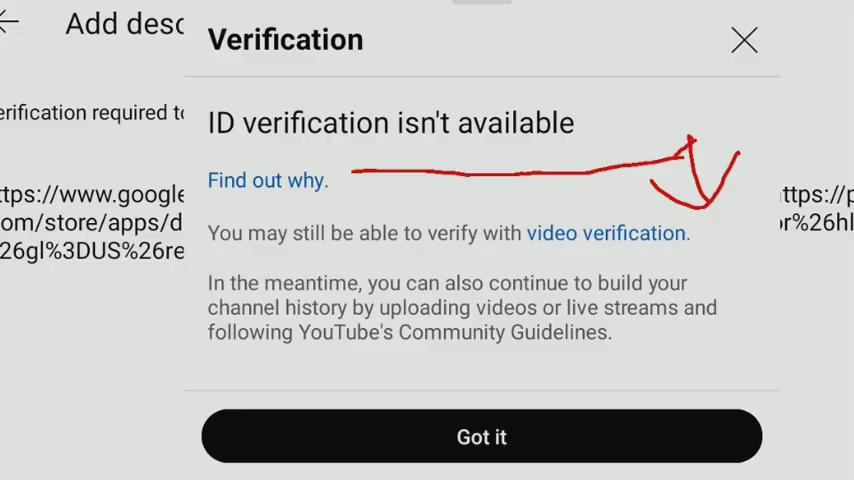 Add desc
Verification
erification required to
ID verification isn't available
Find out why.
ttps://www.google
om/store/apps/d
26gl%3DUS%26re
ttps://p
or%26hl
You may still be able to verify with video verification.
In the meantime, you can also continue to build your
channel history by uploading videos or live streams and
following YouTube's Community Guidelines.
Got it